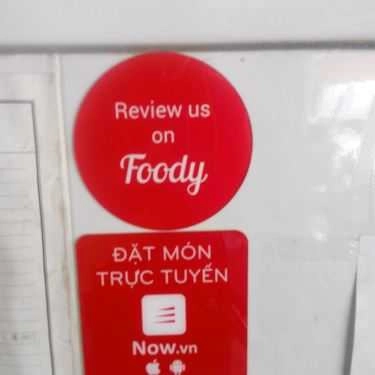 Review us
on
Foody
ĐẶT MÓN
TRỰC TUYẾN
Now.vn